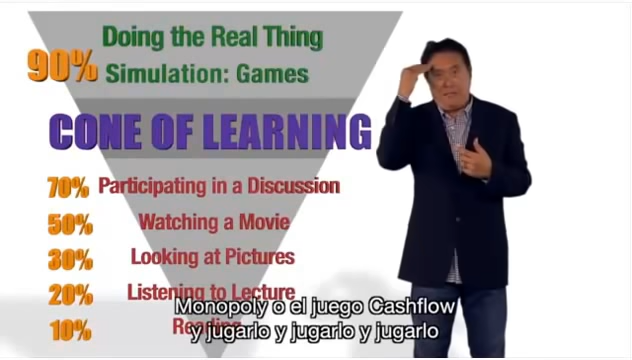 Doing the Real Thing
90% Simulation: Games
CONE OF LEARNING
70% Participating in a Discussion
50% Watching a Movie
30% Looking at Pictures
20% Listening to Lecture
Monopoly o el juego Cashflow
10% Reading
y jugarlo y jugarlo y jugarlo